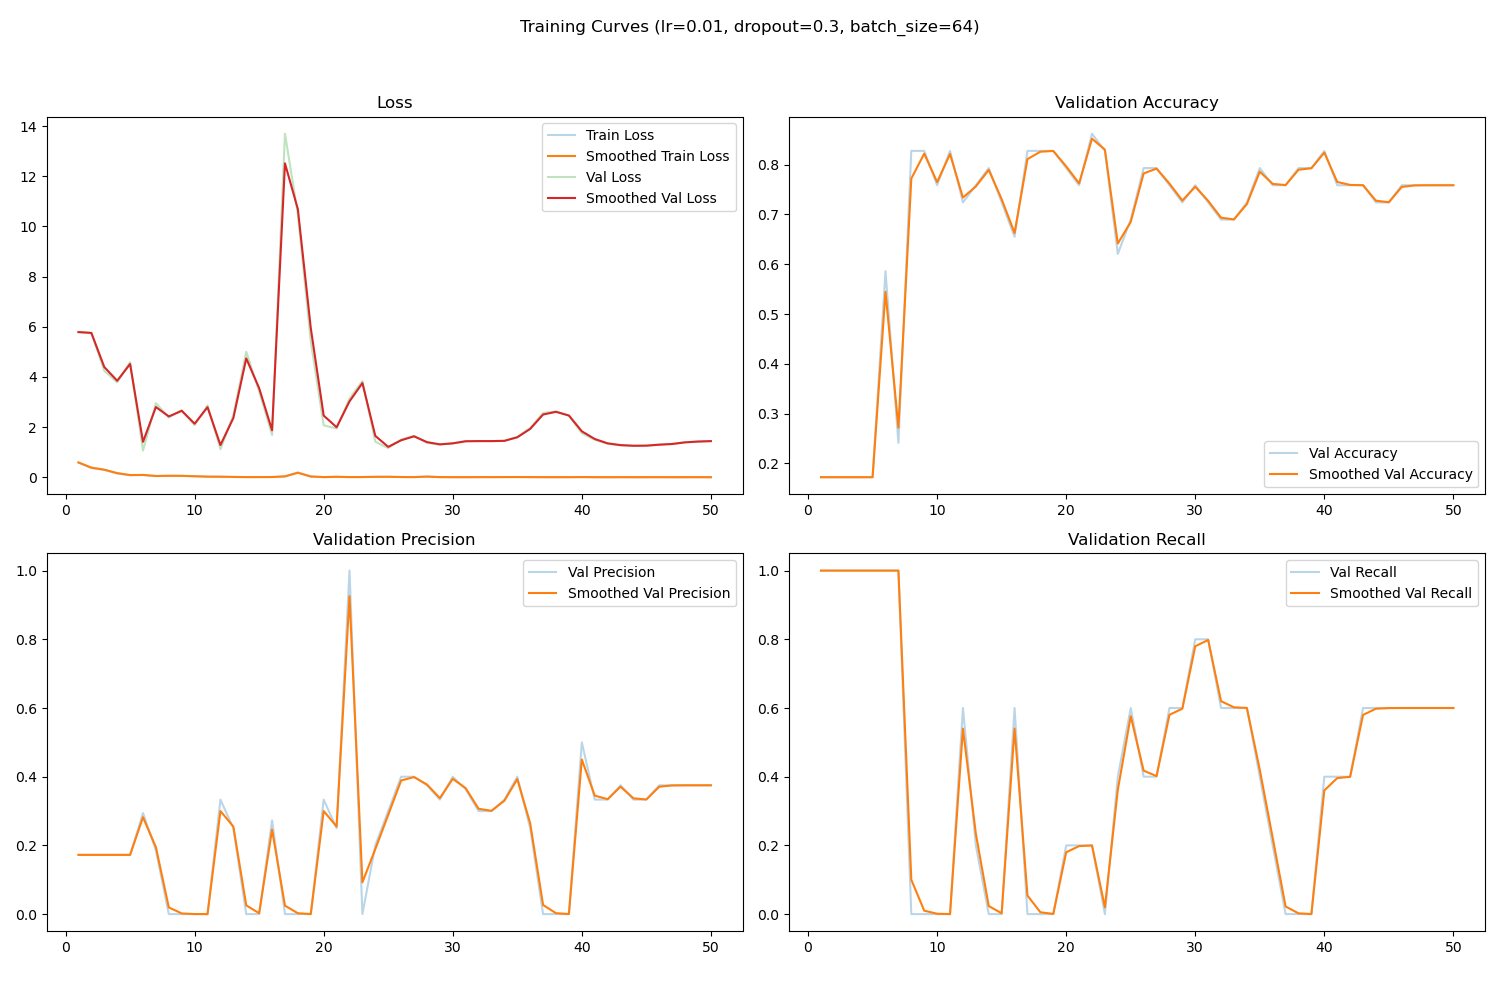 Training Curves (lr=0.01, dropout=0.3, batch_size=64)
Loss
14
12
10
8
6
4
2
0
0 10 20 30 40 50
Train Loss
Smoothed Train Loss
Val Loss
Smoothed Val Loss
Validation Accuracy
0.8
0.7
0.6
0.5
0.4
0.3
0.2
0 10 20 30 40 50
Val Accuracy
Smoothed Val Accuracy
Validation Precision
1.0
0.8
0.6
0.4
0.2
0.0
0 10 20 30 40 50
Val Precision
Smoothed Val Precision
Validation Recall
1.0
0.8
0.6
0.4
0.2
0.0
0 10 20 30 40 50
Val Recall
Smoothed Val Recall